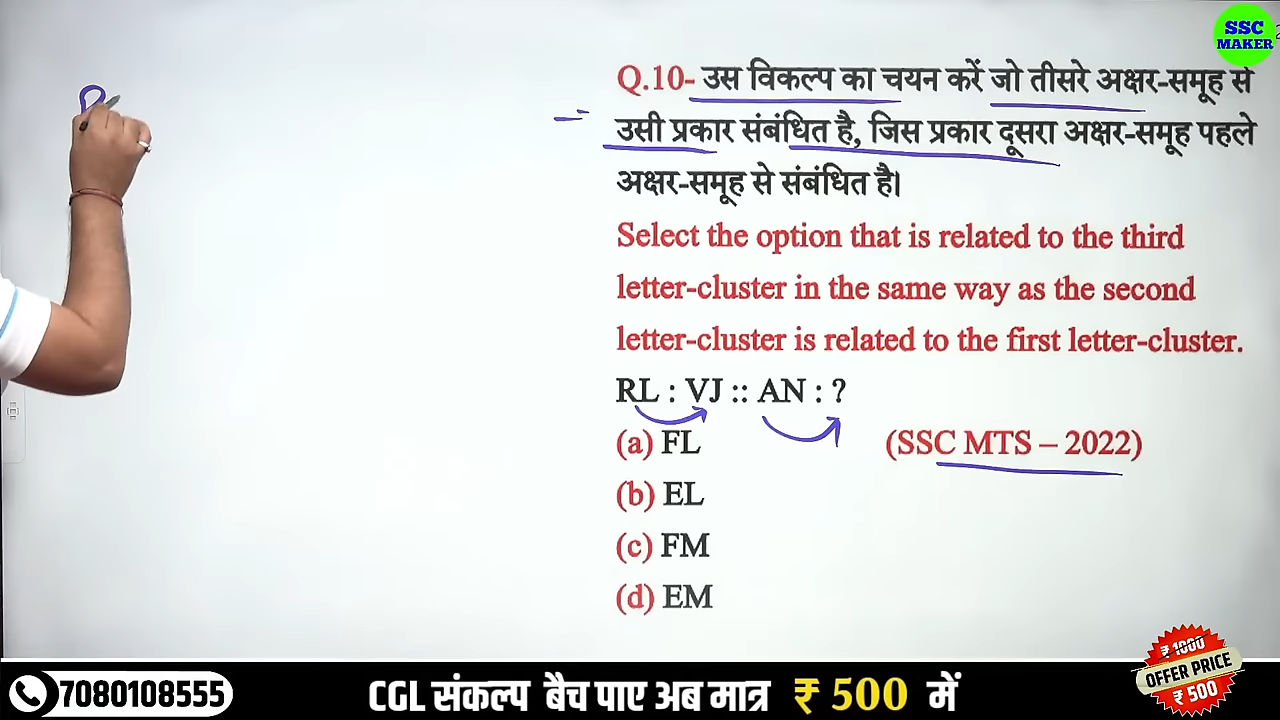 SSC
MAKER
Q.10- उस विकल्प का चयन करें जो तीसरे अक्षर-समूह से
उसी प्रकार संबंधित है, जिस प्रकार दूसरा अक्षर-समूह पहले
अक्षर-समूह से संबंधित है।
Select the option that is related to the third
letter-cluster in the same way as the second
letter-cluster is related to the first letter-cluster.
RL : VJ :: AN : ?
(a) FL (SSC MTS – 2022)
(b) EL
(c) FM
(d) EM
7080108555 CGL संकल्प बैच पाए अब मात्र ₹ 500 में
₹ 1000
OFFER PRICE
₹ 500